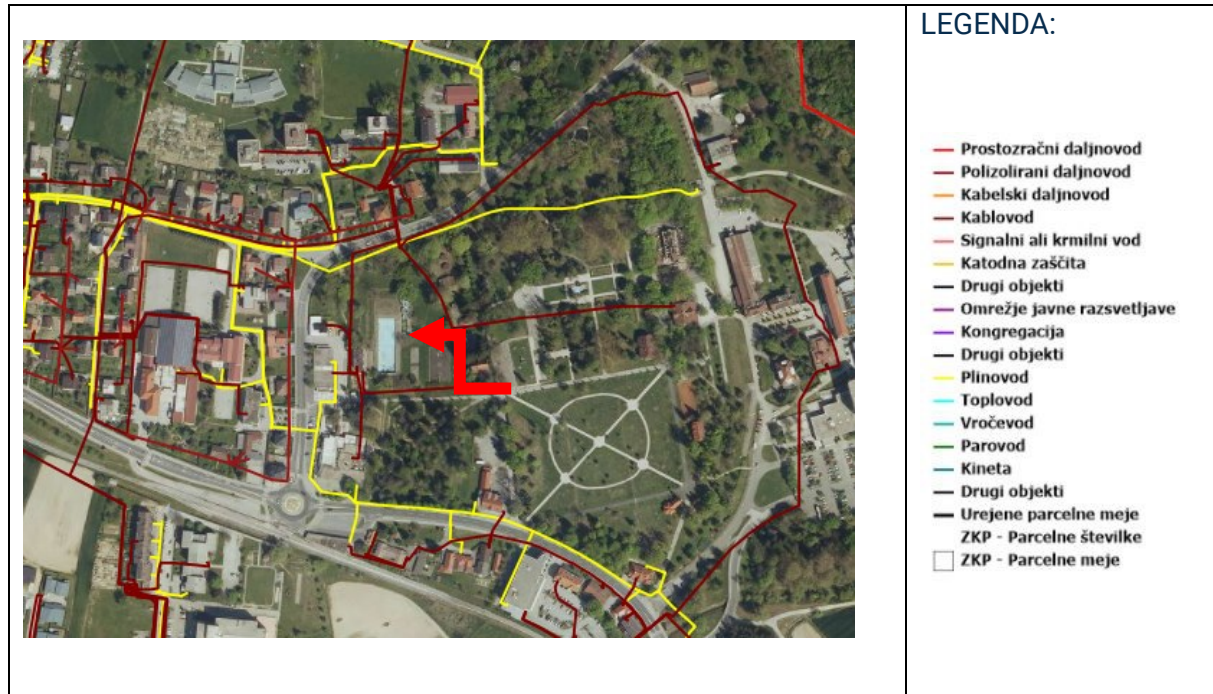 LEGENDA:
Prostozračni daljnovod
Polizolirani daljnovod
Kabelski daljnovod
Kablovod
Signalni ali krmilni vod
Katodna zaščita
Drugi objekti
Omrežje javne razsvetljave
Kongregacija
Drugi objekti
Plinovod
Toplovod
Vročevod
Parovod
Kineta
Drugi objekti
Urejene parcelne meje
ZKP - Parcelne številke
ZKP - Parcelne meje